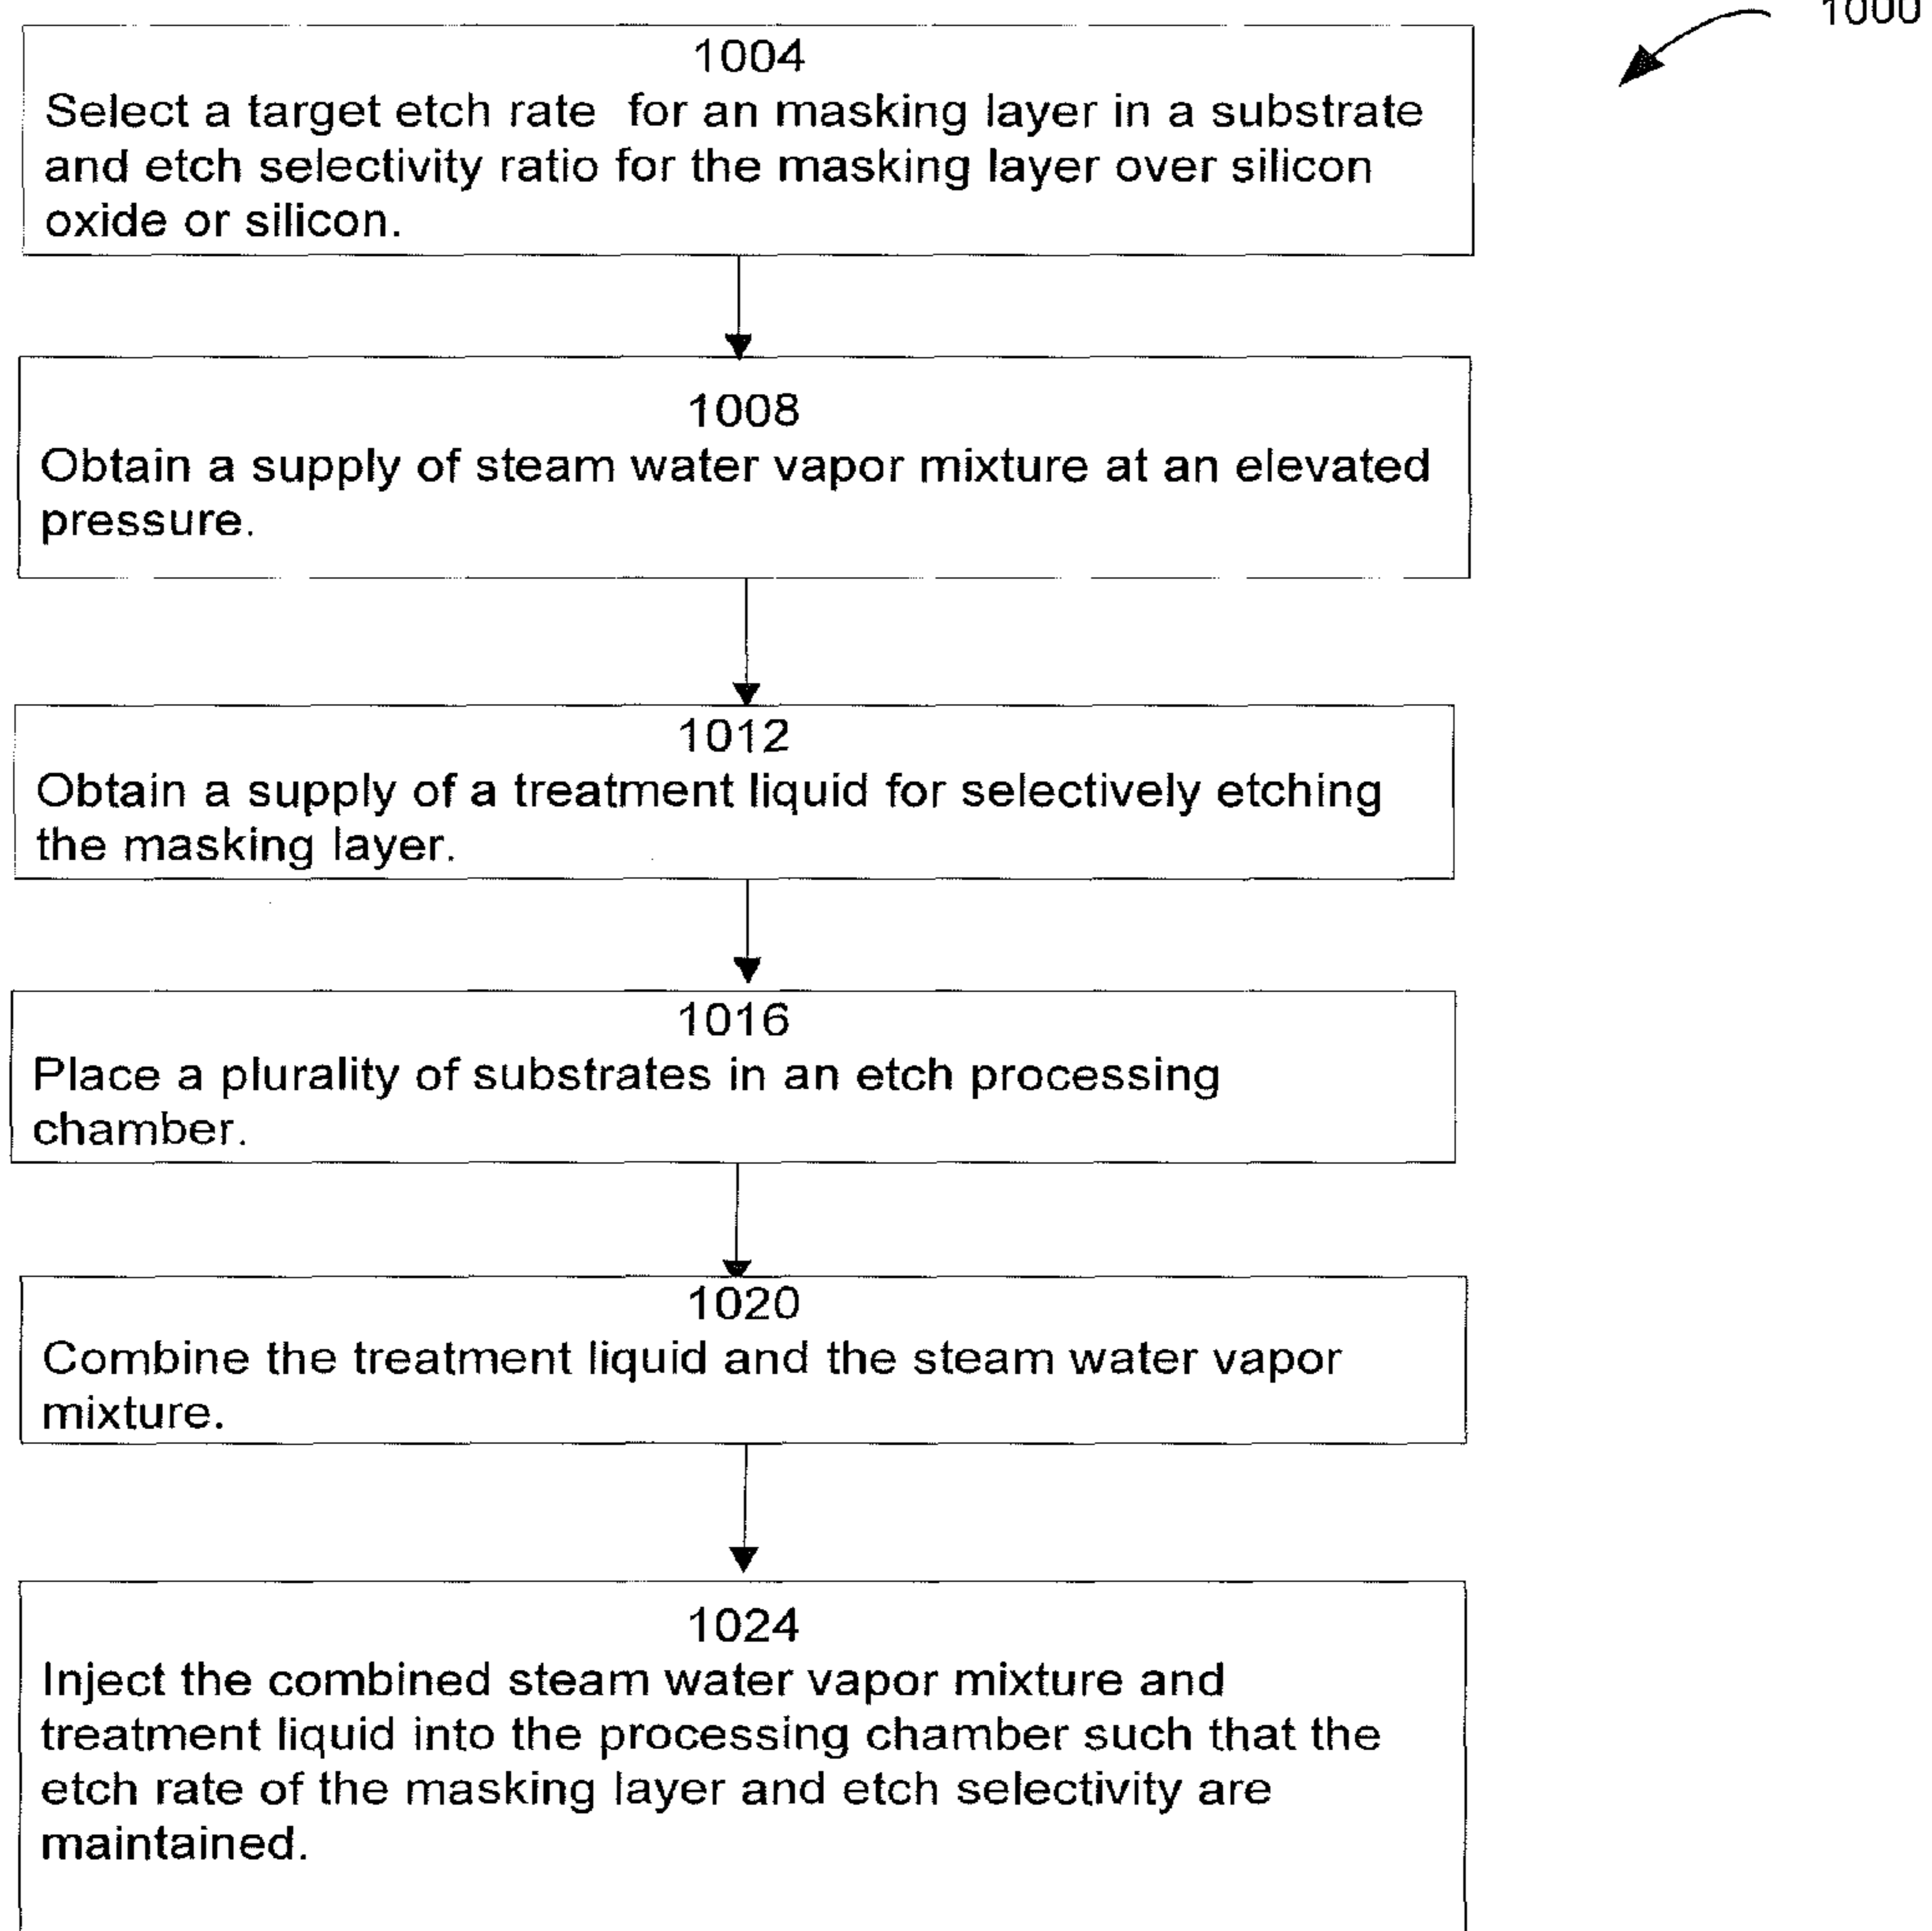 1000
1004
Select a target etch rate for an masking layer in a substrate
and etch selectivity ratio for the masking layer over silicon
oxide or silicon.
1008
Obtain a supply of steam water vapor mixture at an elevated
pressure.
1012
Obtain a supply of a treatment liquid for selectively etching
the masking layer.
1016
Place a plurality of substrates in an etch processing
chamber.
1020
Combine the treatment liquid and the steam water vapor
mixture.
1024
Inject the combined steam water vapor mixture and
treatment liquid into the processing chamber such that the
etch rate of the masking layer and etch selectivity are
maintained.